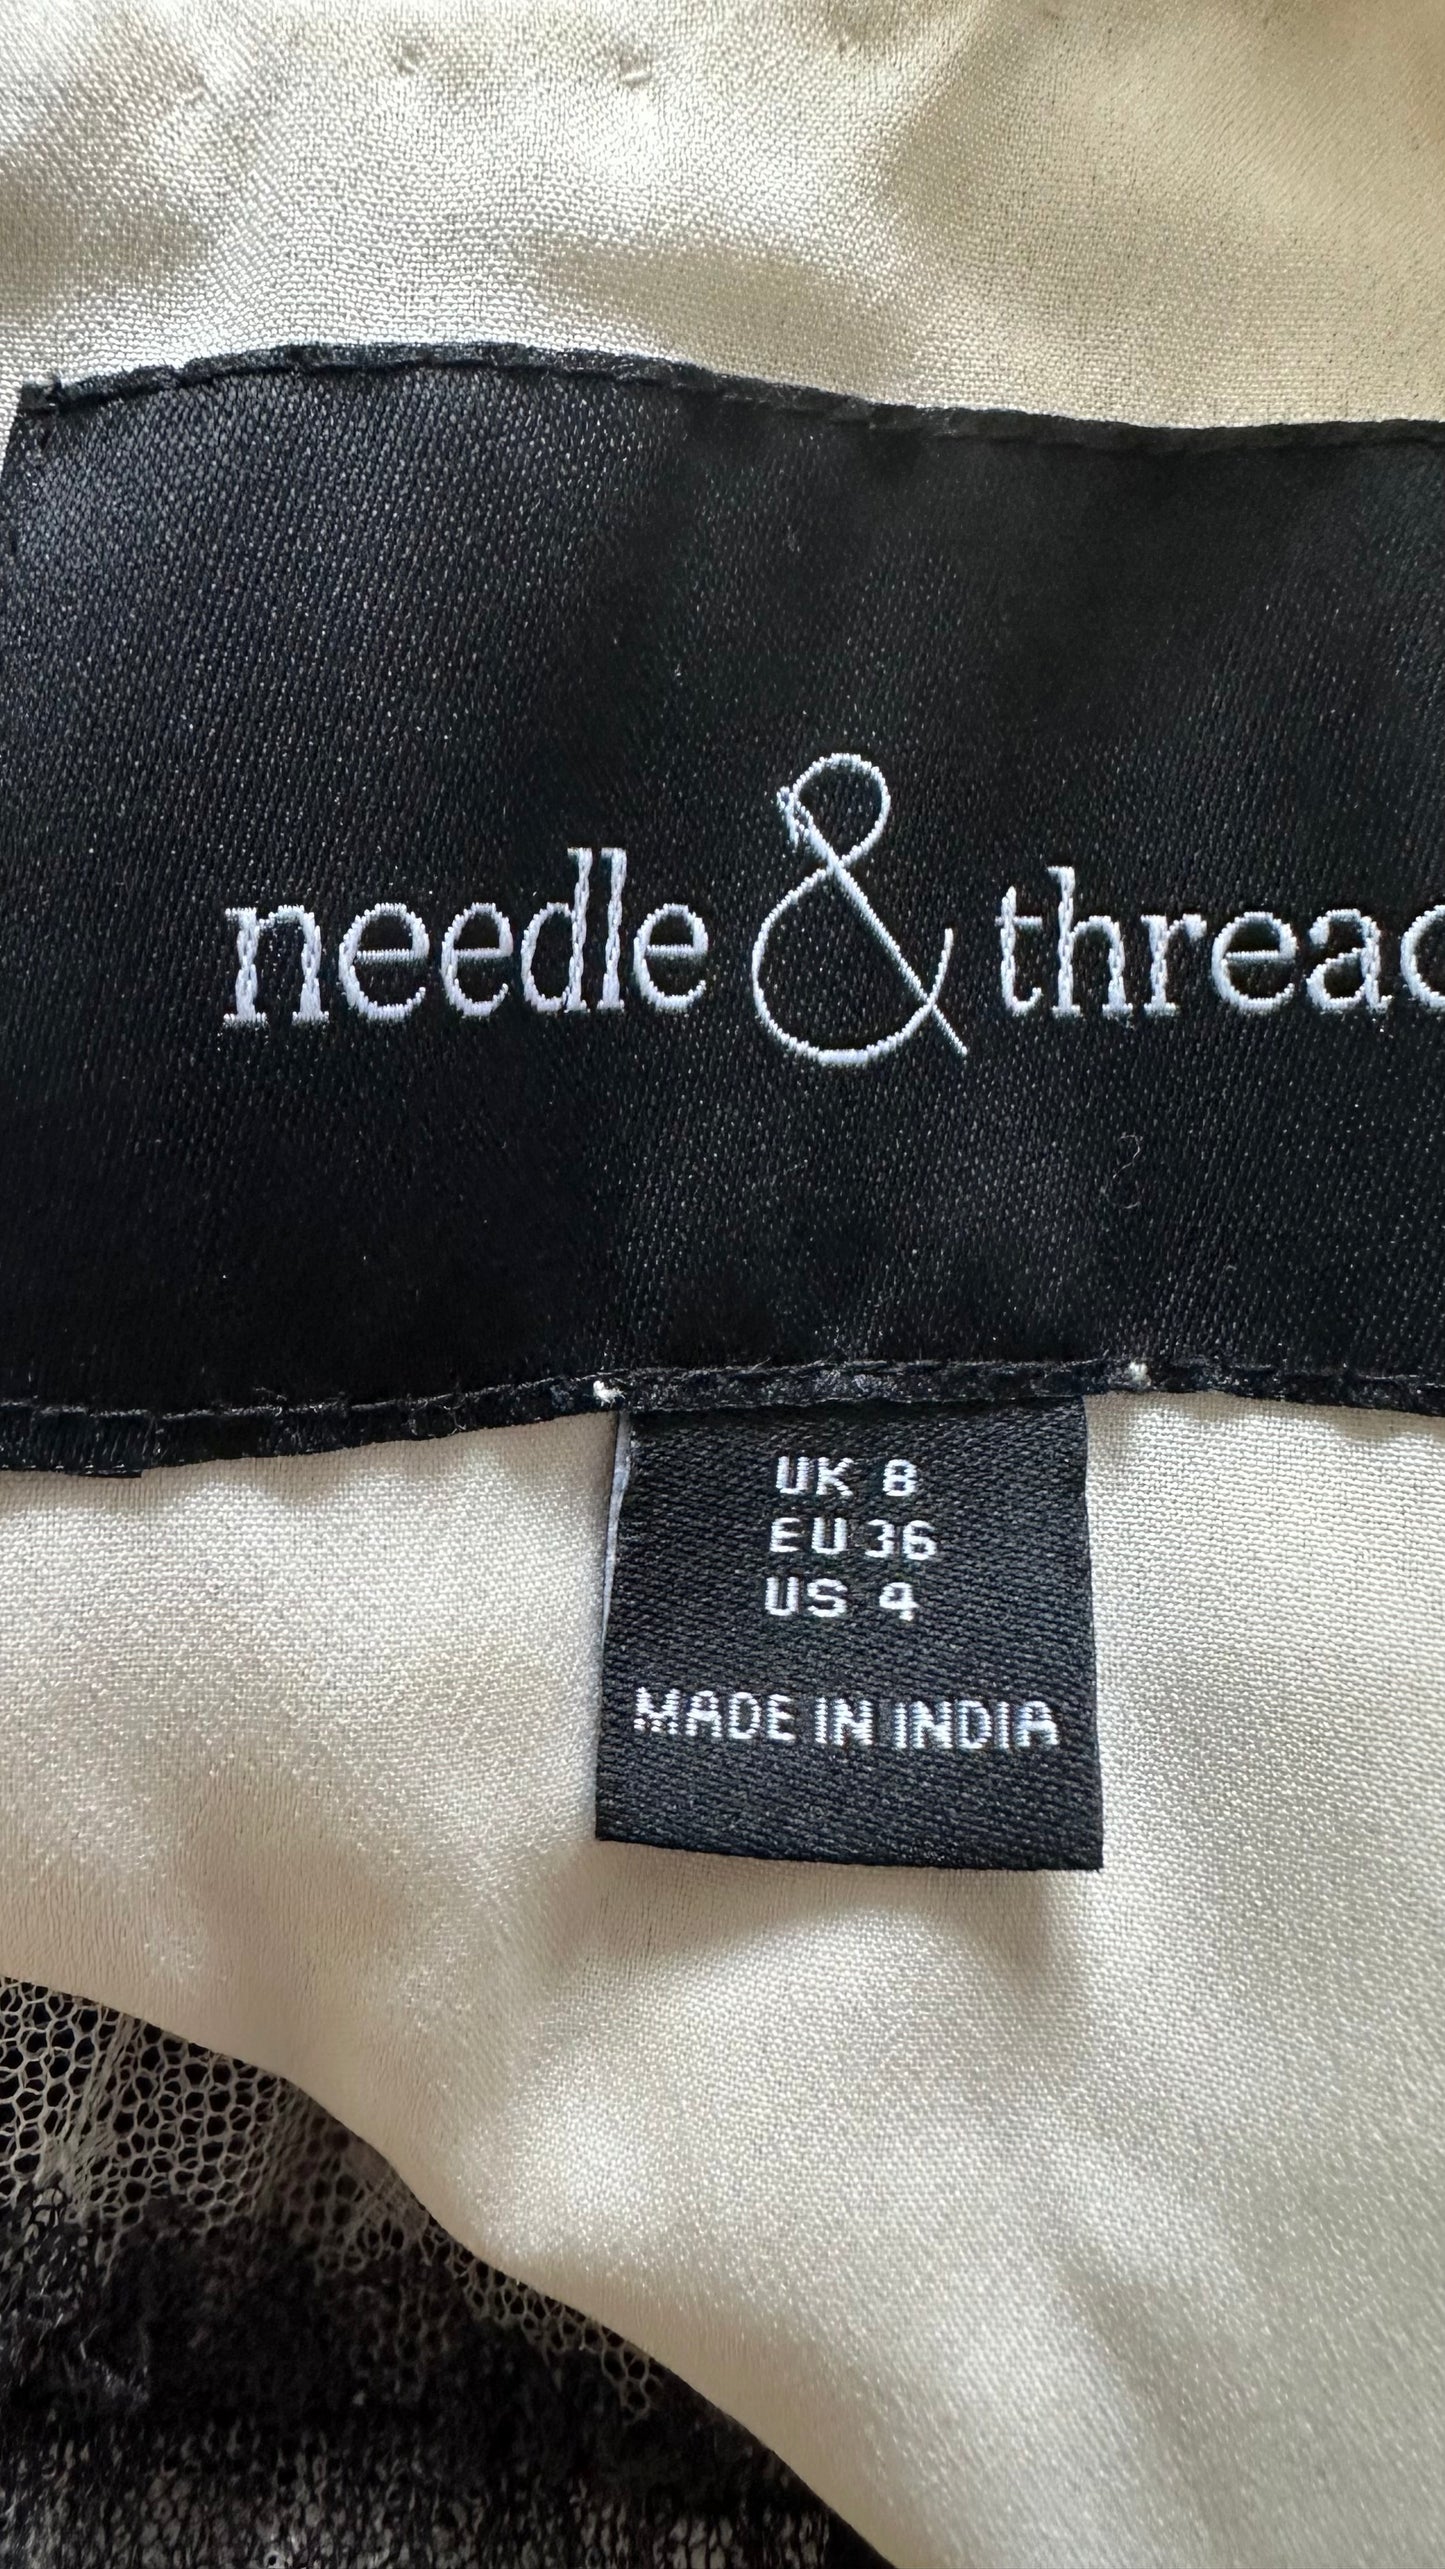 needle & thread
UK 8
EU 36
US 4
MADE IN INDIA